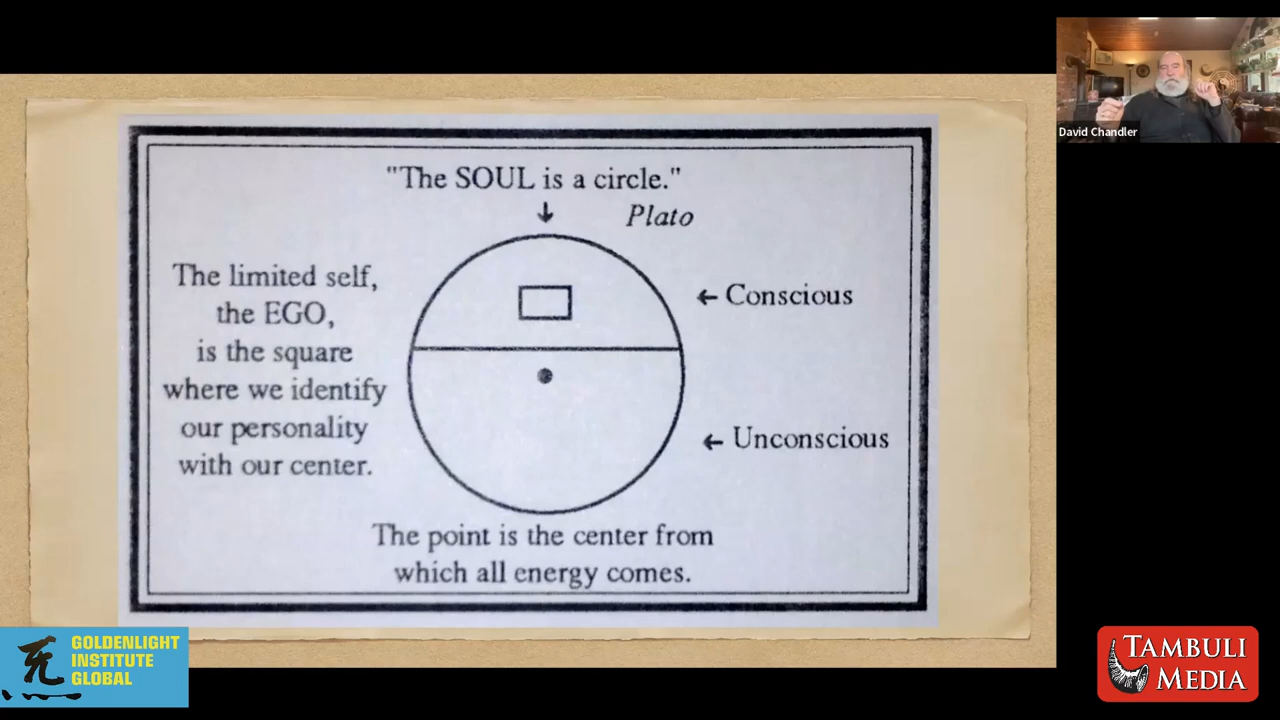 "The SOUL is a circle."
Plato
The limited self,
the EGO,
is the square
where we identify
our personality
with our center.
← Conscious
← Unconscious
The point is the center from
which all energy comes.
David Chandler
GOLDENLIGHT
INSTITUTE
GLOBAL
TAMBULI
MEDIA